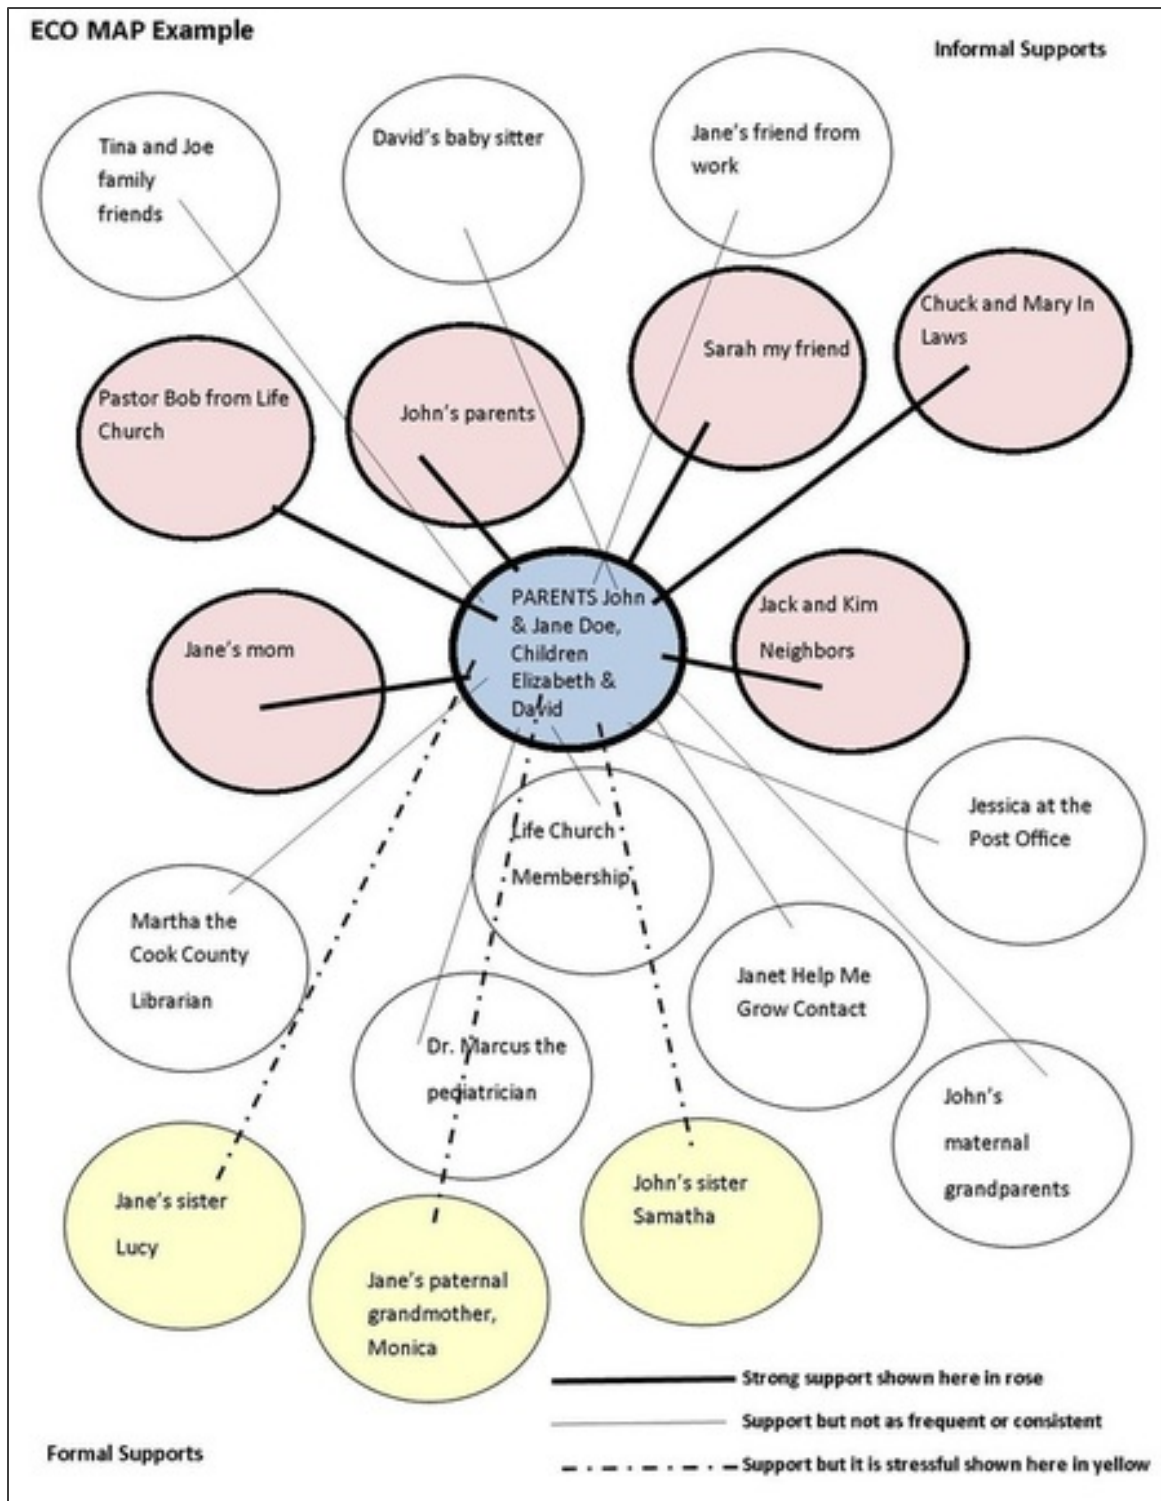 ECO MAP Example
Informal Supports
Tina and Joe
family
friends
David's baby sitter
Jane's friend from
work
Pastor Bob from Life
Church
John's parents
Sarah my friend
Chuck and Mary In
Laws
Jane's mom
PARENTS John
& Jane Doe,
Children
Elizabeth &
David
Jack and Kim
Neighbors
Martha the
Cook County
Librarian
Life Church
Membership
Jessica at the
Post Office
Dr. Marcus the
pediatrician
Janet Help Me
Grow Contact
John's
maternal
grandparents
Jane's sister
Lucy
Jane's paternal
grandmother,
Monica
John's sister
Samatha
Strong support shown here in rose
Support but not as frequent or consistent
Support but it is stressful shown here in yellow
Formal Supports